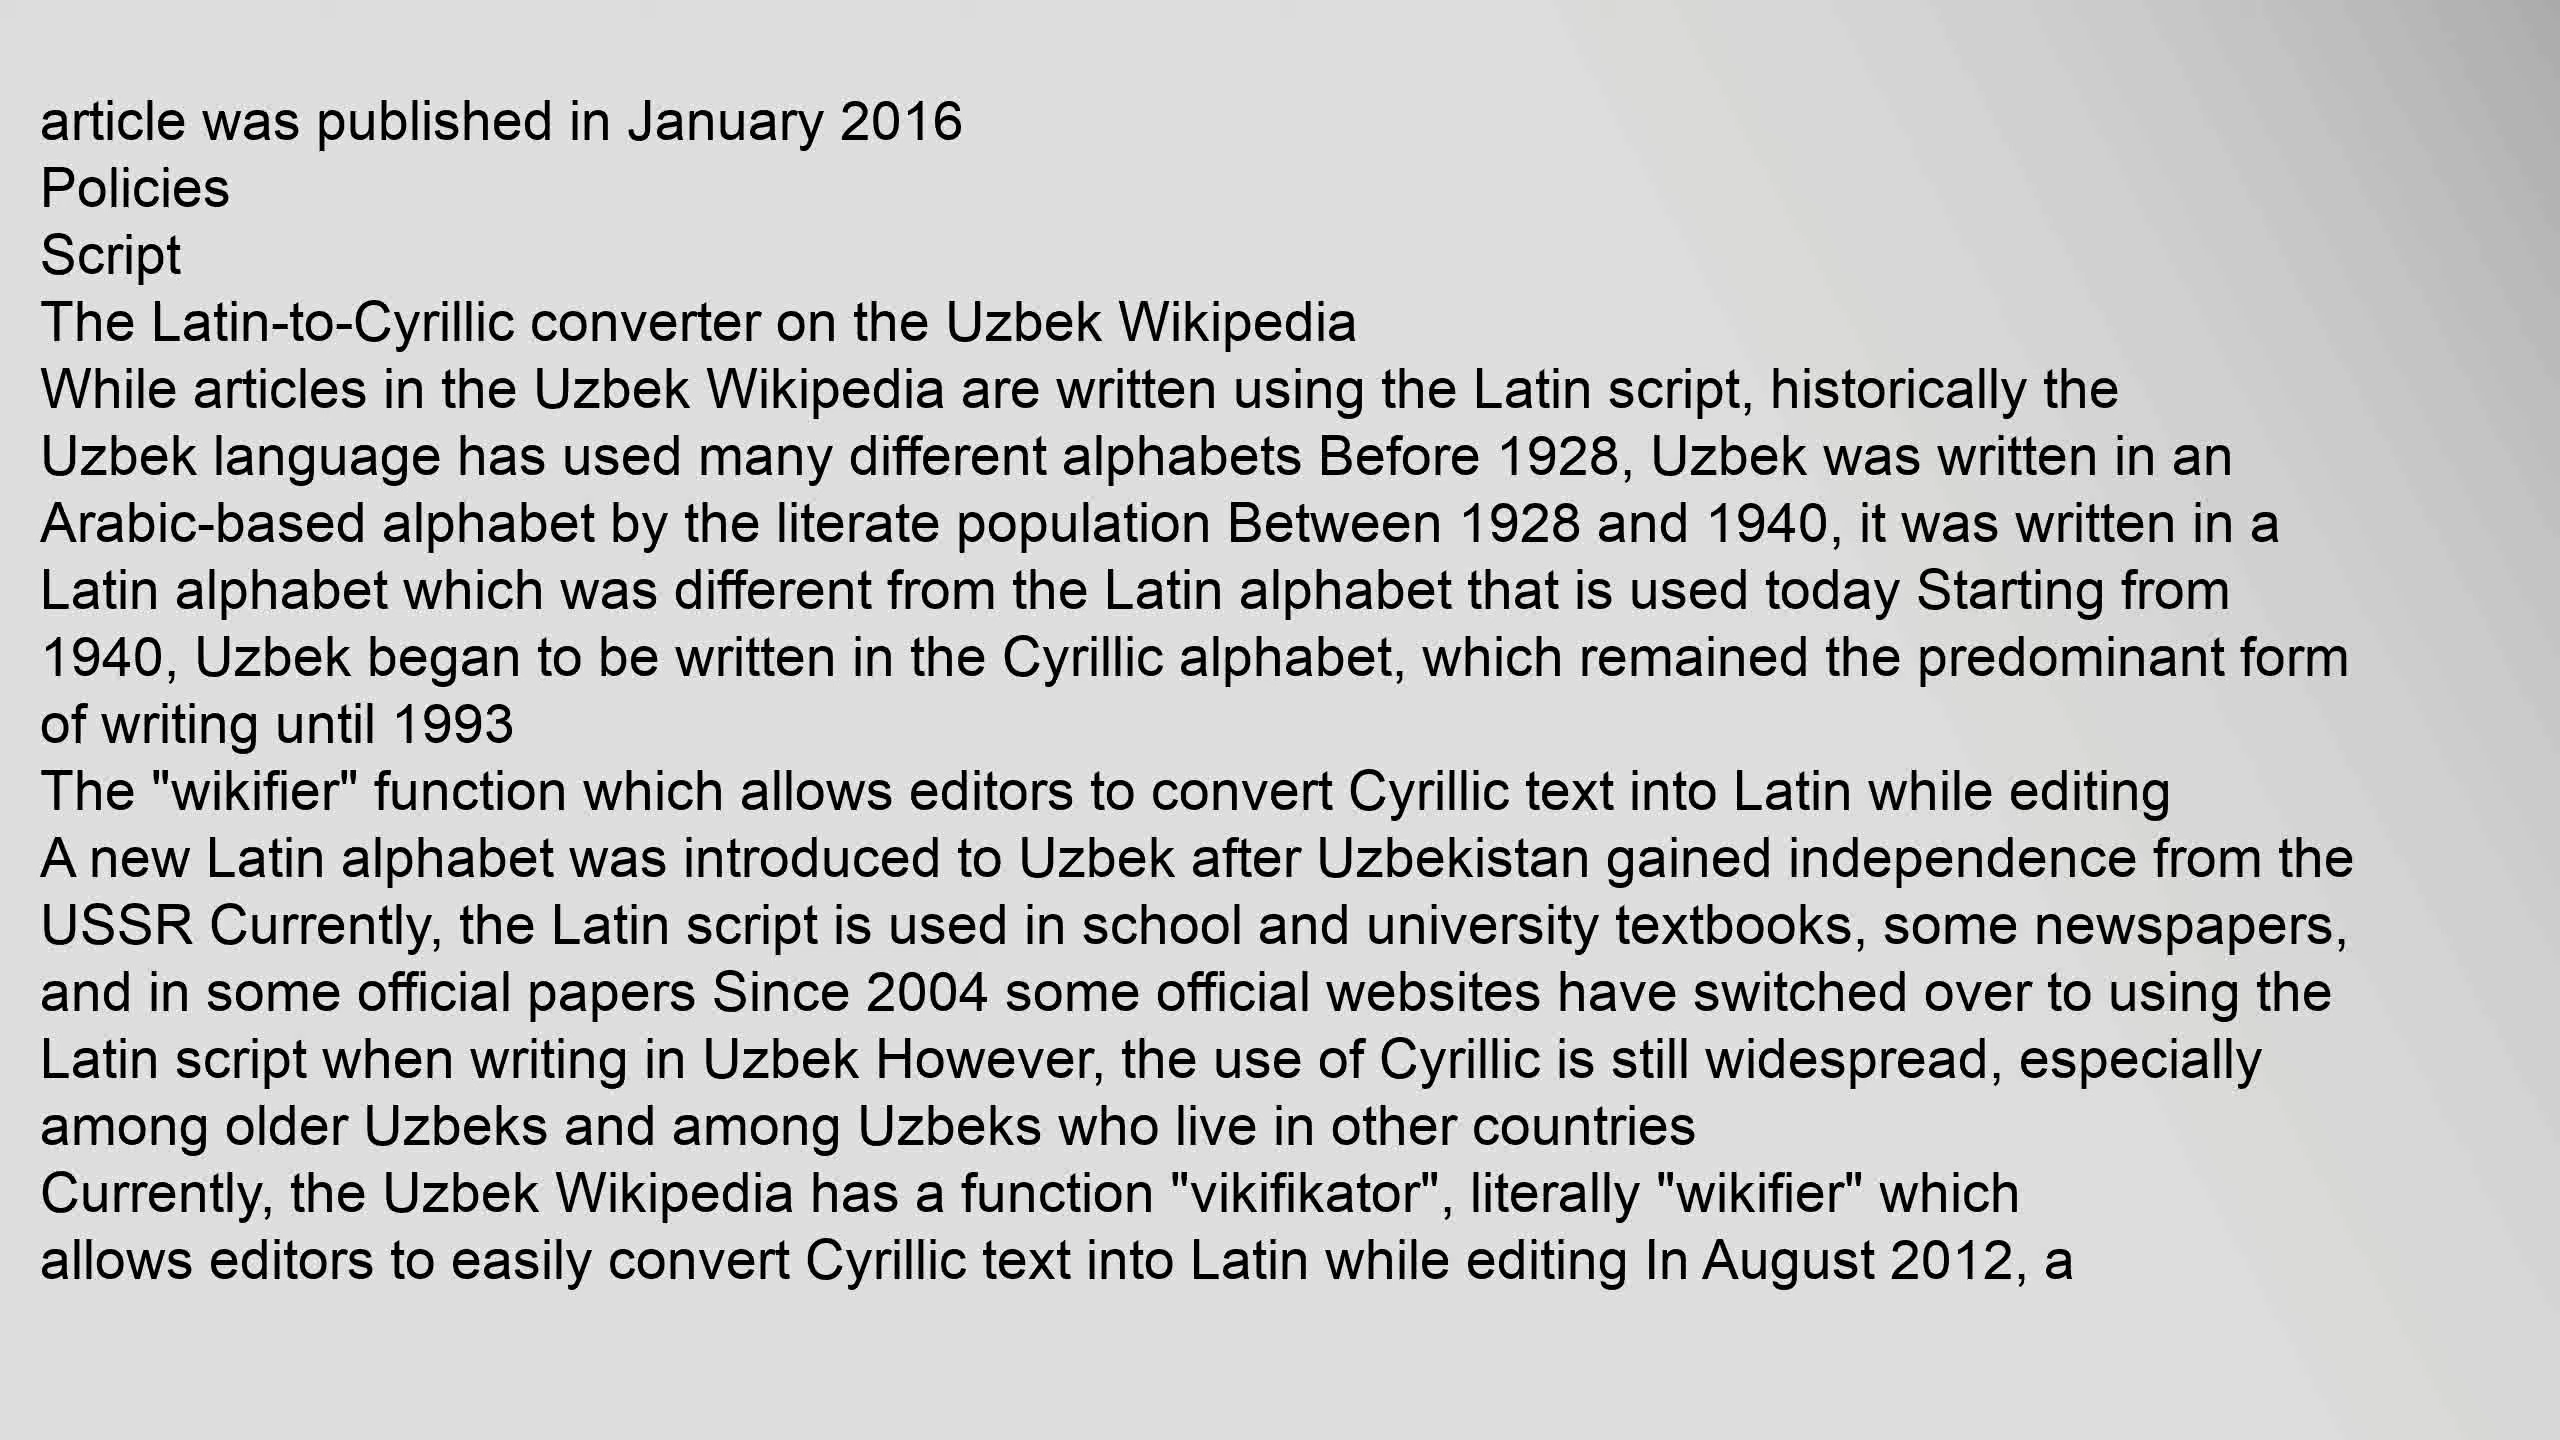 article was published in January 2016
Policies
Script
The Latin-to-Cyrillic converter on the Uzbek Wikipedia
While articles in the Uzbek Wikipedia are written using the Latin script, historically the
Uzbek language has used many different alphabets Before 1928, Uzbek was written in an
Arabic-based alphabet by the literate population Between 1928 and 1940, it was written in a
Latin alphabet which was different from the Latin alphabet that is used today Starting from
1940, Uzbek began to be written in the Cyrillic alphabet, which remained the predominant form
of writing until 1993
The "wikifier" function which allows editors to convert Cyrillic text into Latin while editing
A new Latin alphabet was introduced to Uzbek after Uzbekistan gained independence from the
USSR Currently, the Latin script is used in school and university textbooks, some newspapers,
and in some official papers Since 2004 some official websites have switched over to using the
Latin script when writing in Uzbek However, the use of Cyrillic is still widespread, especially
among older Uzbeks and among Uzbeks who live in other countries
Currently, the Uzbek Wikipedia has a function "vikifikator", literally "wikifier" which
allows editors to easily convert Cyrillic text into Latin while editing In August 2012, a